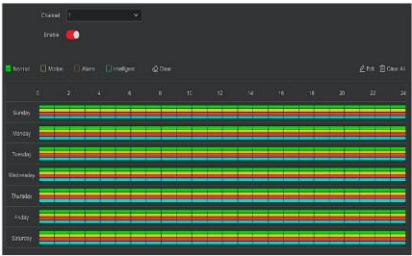 Channel 1
Enable
Normal Motion Alarm Intelligent Clear Edit Clear All
0 2 4 6 8 10 12 14 16 18 20 22 24
Sunday
Monday
Tuesday
Wednesday
Thursday
Friday
Saturday